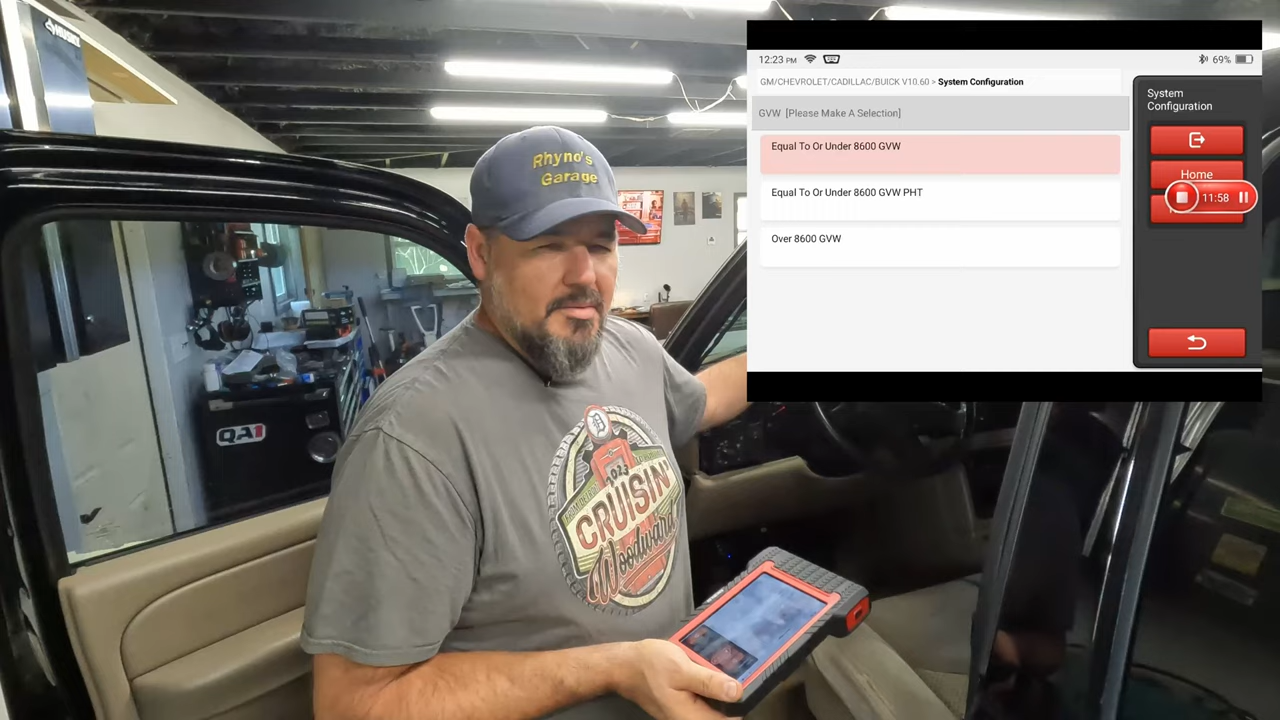 12:23 PM
69%
GM/CHEVROLET/CADILLAC/BUICK V10.60 > System Configuration
GVW [Please Make A Selection]
Equal To Or Under 8600 GVW
Equal To Or Under 8600 GVW PHT
Over 8600 GVW
System
Configuration
Home
11:58
Rhyno's
Garage
QA1
D
CRUISIN'
Woodward